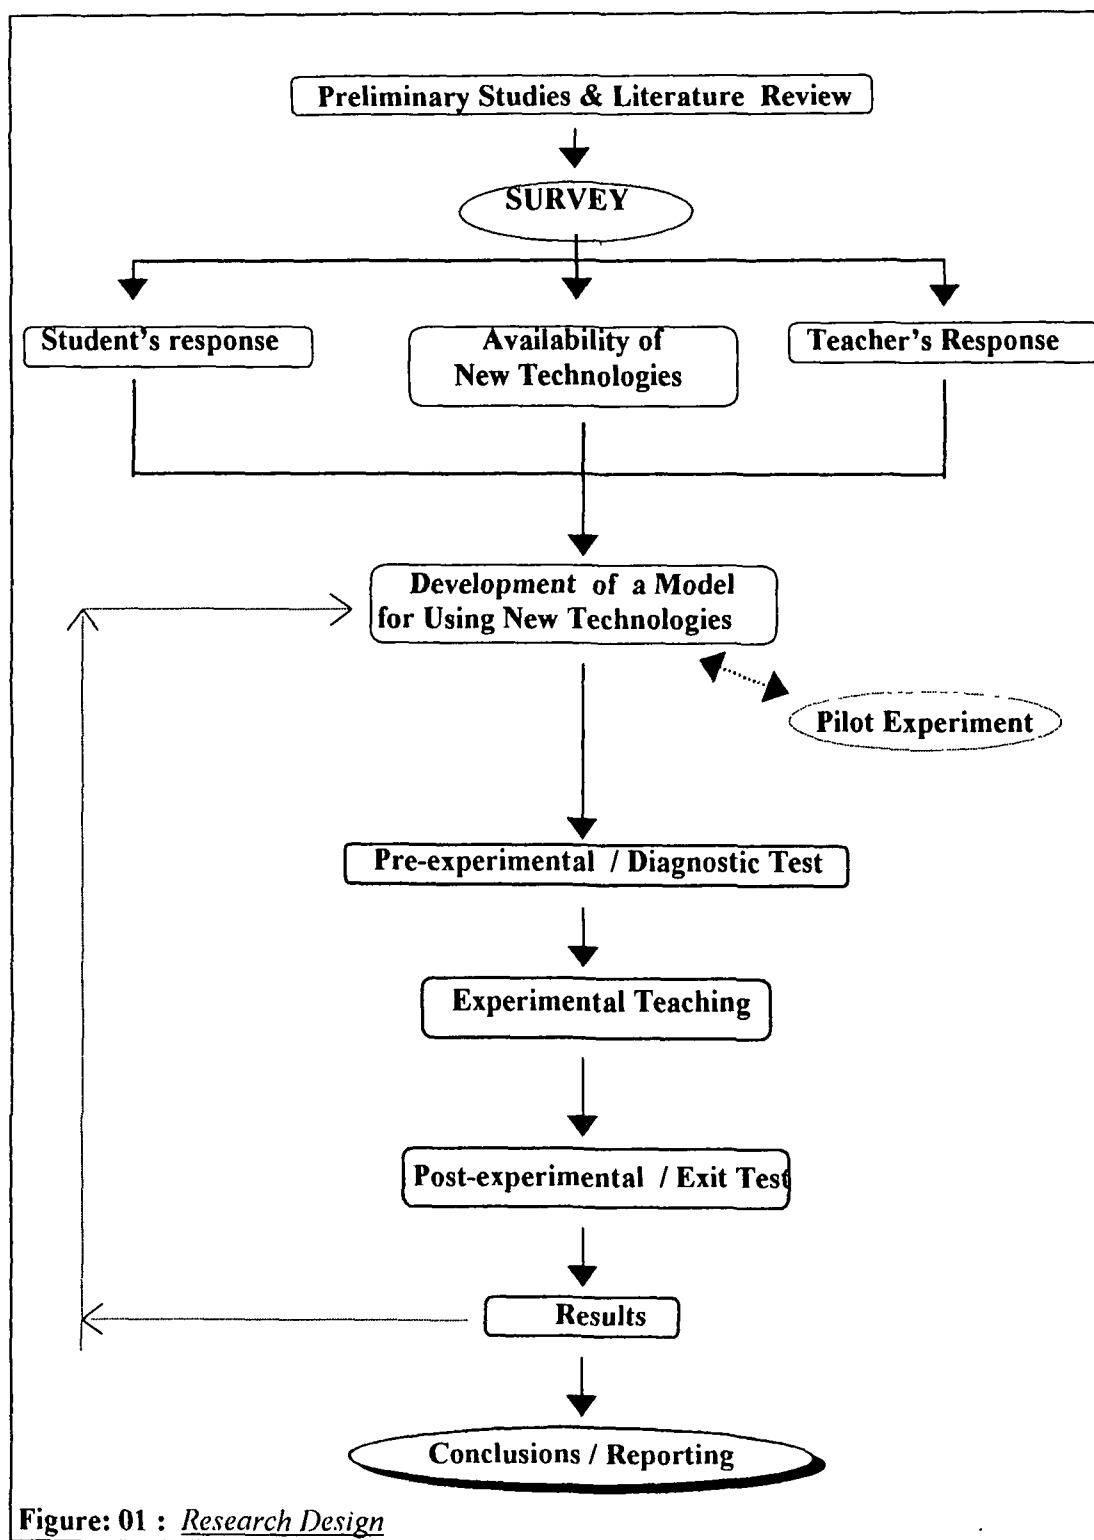 Preliminary Studies & Literature Review
SURVEY
Student's response
Availability of
New Technologies
Teacher's Response
Development of a Model
for Using New Technologies
Pilot Experiment
Pre-experimental / Diagnostic Test
Experimental Teaching
Post-experimental / Exit Test
Results
Conclusions / Reporting
Figure: 01 : Research Design